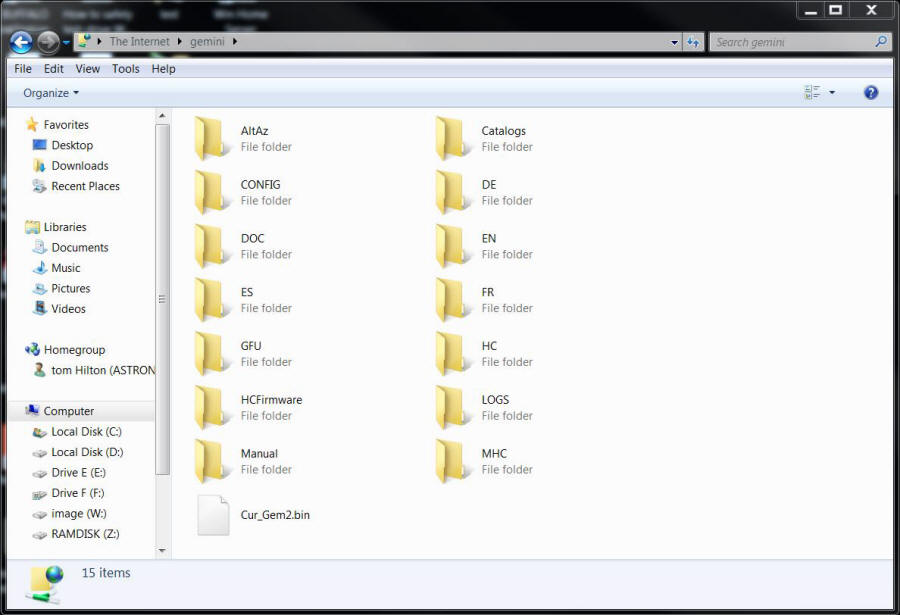 The Internet gemini
Search gemini
File Edit View Tools Help
Organize
Favorites
Desktop
Downloads
Recent Places
Libraries
Documents
Music
Pictures
Videos
Homegroup
tom Hilton (ASTRON
Computer
Local Disk (C:)
Local Disk (D:)
Drive E (E:)
Drive F (F:)
image (W:)
RAMDISK (Z:)
AltAz
File folder
Catalogs
File folder
CONFIG
File folder
DE
File folder
DOC
File folder
EN
File folder
ES
File folder
FR
File folder
GFU
File folder
HC
File folder
HCFirmware
File folder
LOGS
File folder
Manual
File folder
MHC
File folder
Cur_Gem2.bin
15 items